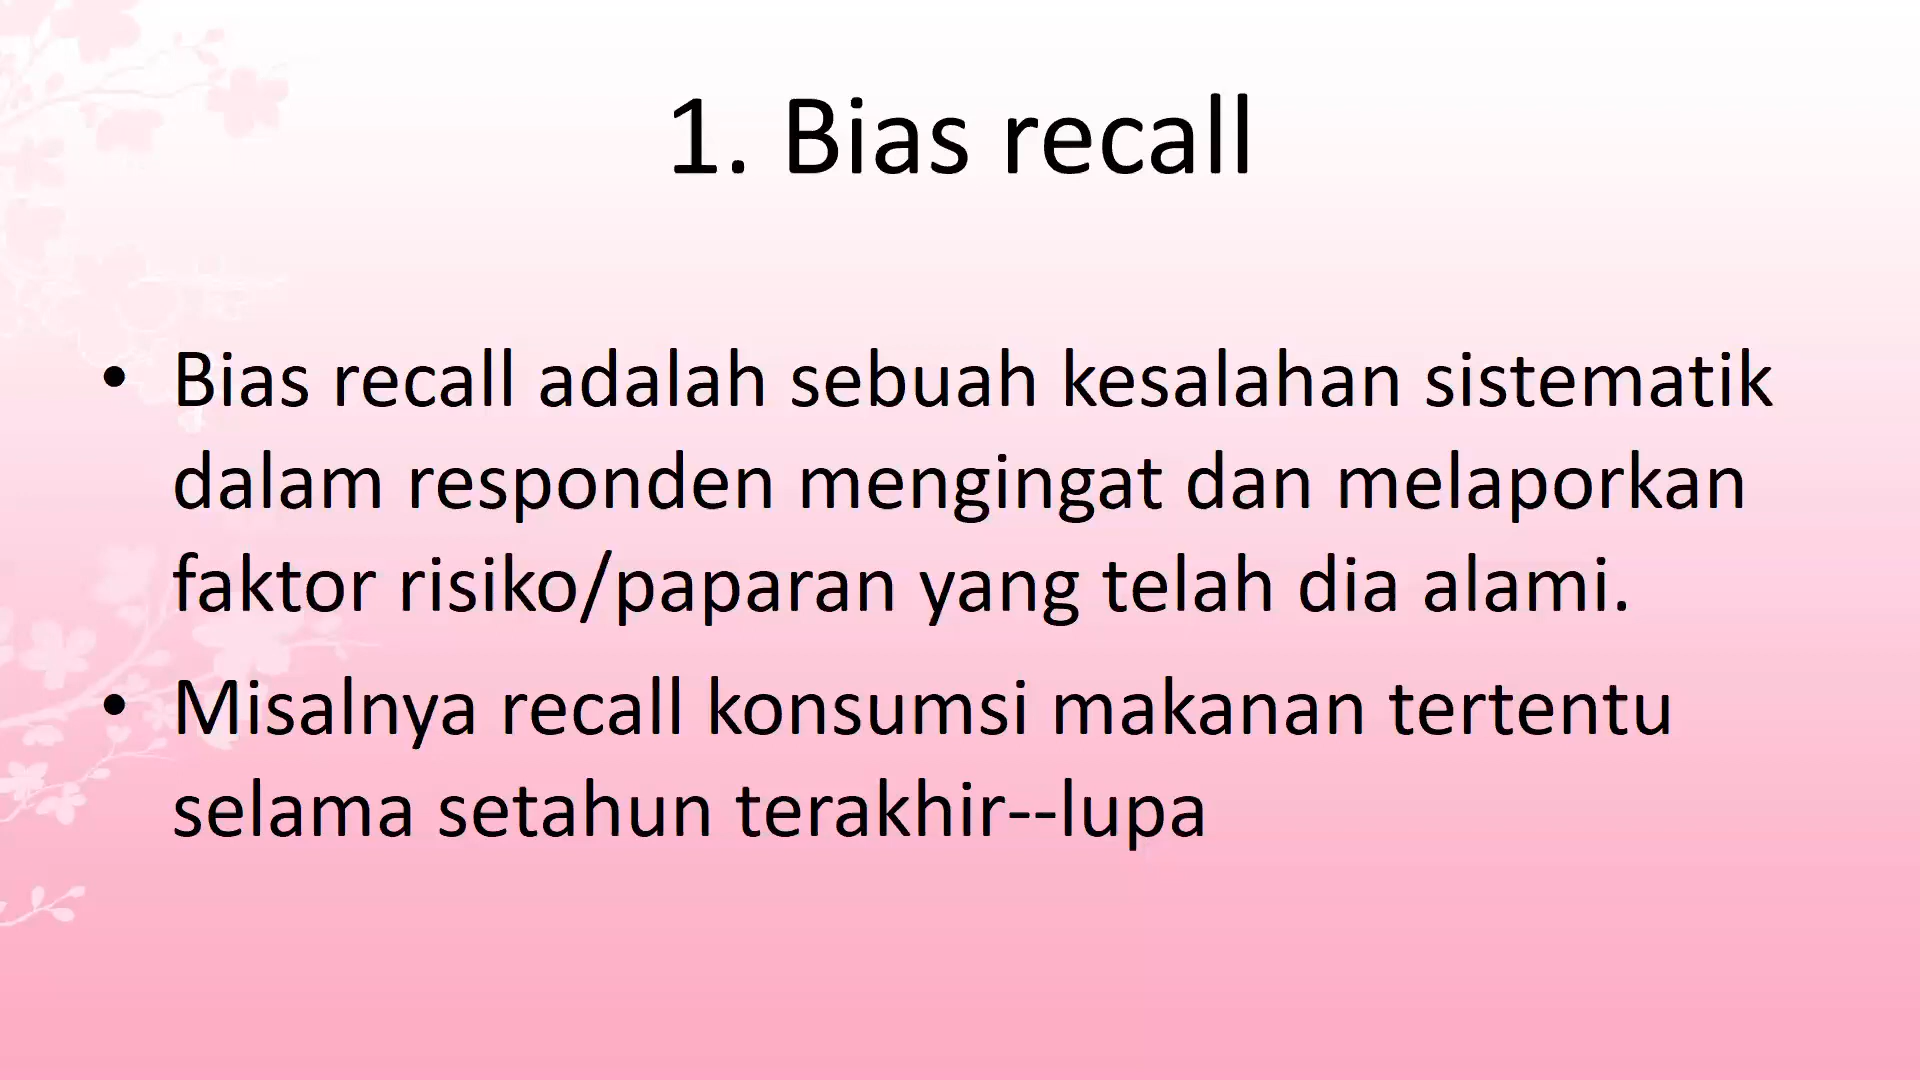 1. Bias recall
• Bias recall adalah sebuah kesalahan sistematik
dalam responden mengingat dan melaporkan
faktor risiko/paparan yang telah dia alami.
• Misalnya recall konsumsi makanan tertentu
selama setahun terakhir--lupa